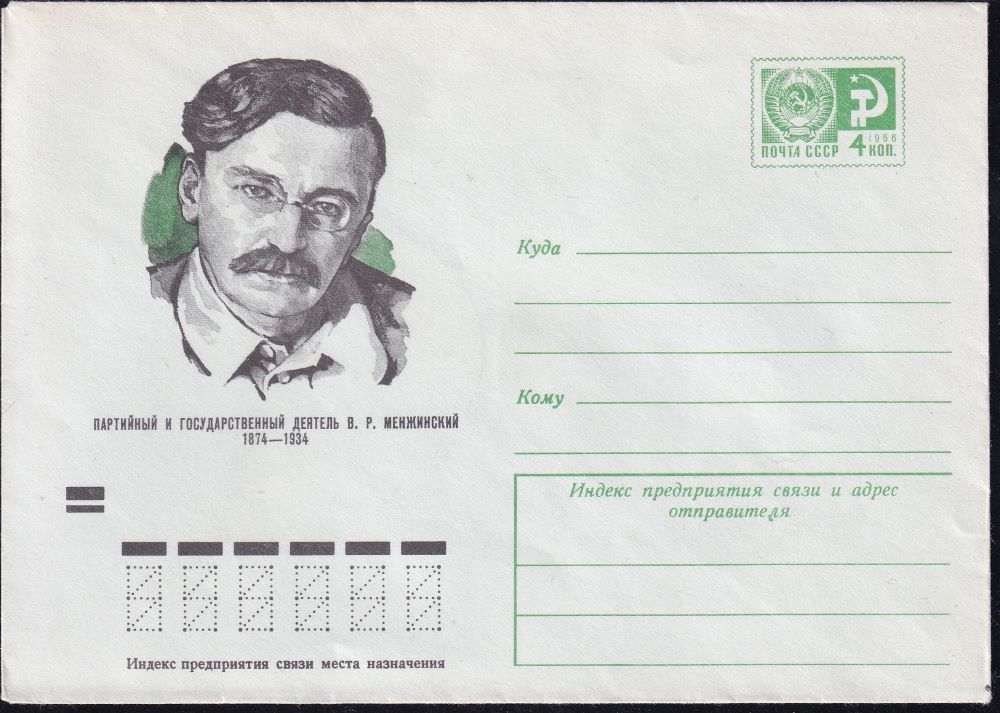 ПОЧТА СССР
1966
4 КОП.
ПАРТИЙНЫЙ И ГОСУДАРСТВЕННЫЙ ДЕЯТЕЛЬ В. Р. МЕНЖИНСКИЙ
1874—1934
Куда
Кому
Индекс предприятия связи и адрес
отправителя
Индекс предприятия связи места назначения